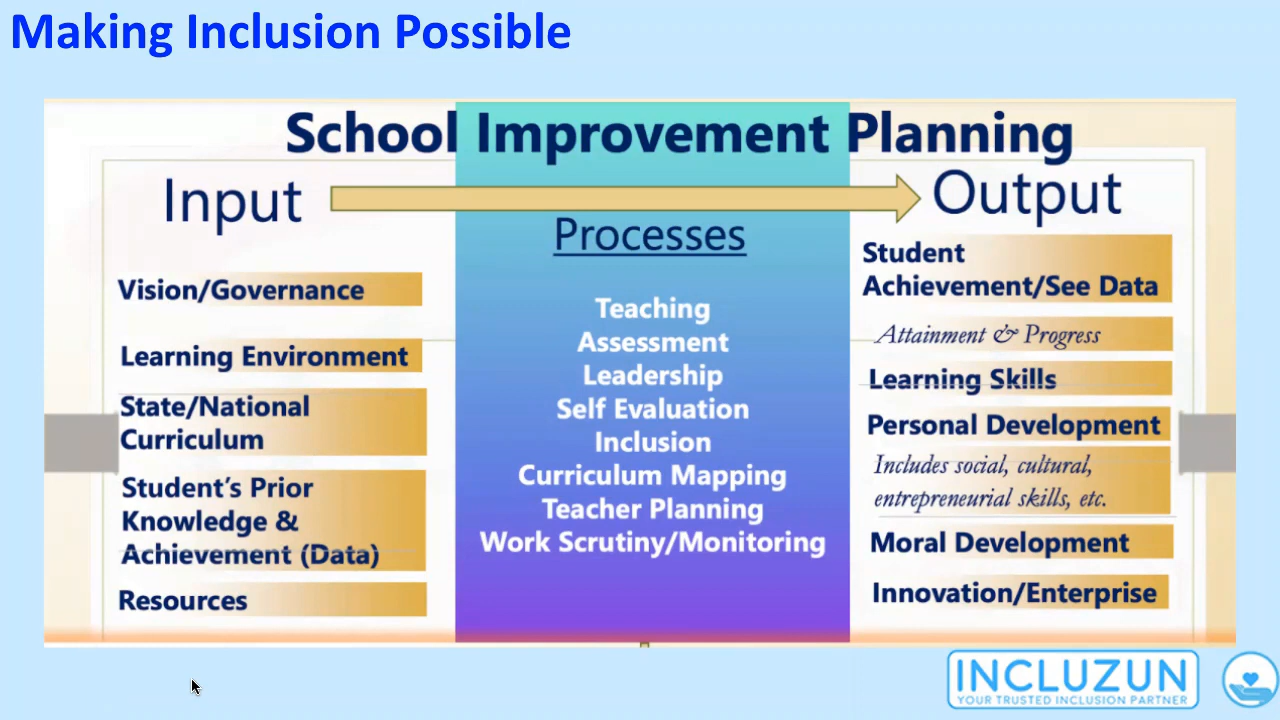 Making Inclusion Possible
School Improvement Planning
Input
Vision/Governance
Learning Environment
State/National
Curriculum
Student's Prior
Knowledge &
Achievement (Data)
Resources
Processes
Teaching
Assessment
Leadership
Self Evaluation
Inclusion
Curriculum Mapping
Teacher Planning
Work Scrutiny/Monitoring
Output
Student
Achievement/See Data
Attainment & Progress
Learning Skills
Personal Development
Includes social, cultural,
entrepreneurial skills, etc.
Moral Development
Innovation/Enterprise
INCLUZUN
YOUR TRUSTED INCLUSION PARTNER